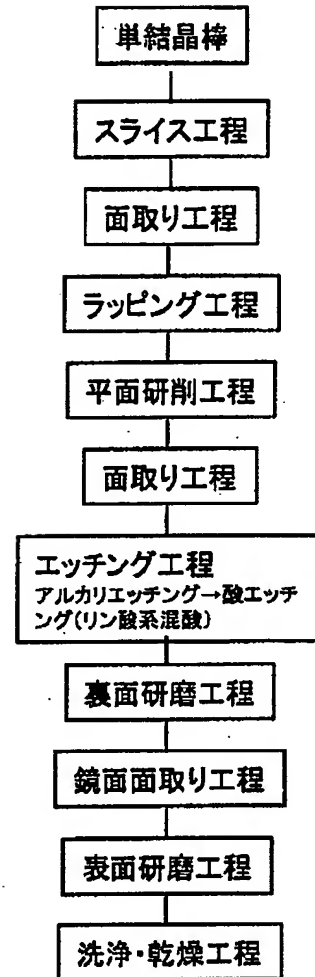 単結晶棒
スライス工程
面取り工程
ラッピング工程
平面研削工程
面取り工程
エッチング工程
アルカリエッチング→酸エッチ
ング(リン酸系混酸)
裏面研磨工程
鏡面面取り工程
表面研磨工程
洗浄・乾燥工程